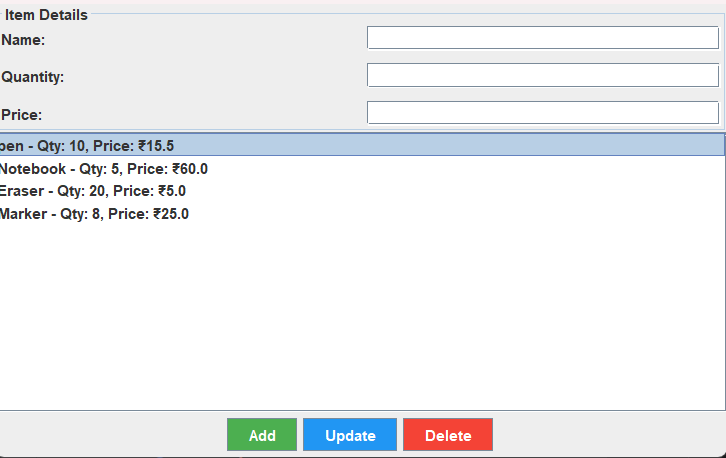 Item Details
Name:
Quantity:
Price:
pen - Qty: 10, Price: ₹15.5
Notebook - Qty: 5, Price: ₹60.0
Eraser - Qty: 20, Price: ₹5.0
Marker - Qty: 8, Price: ₹25.0
Add Update Delete